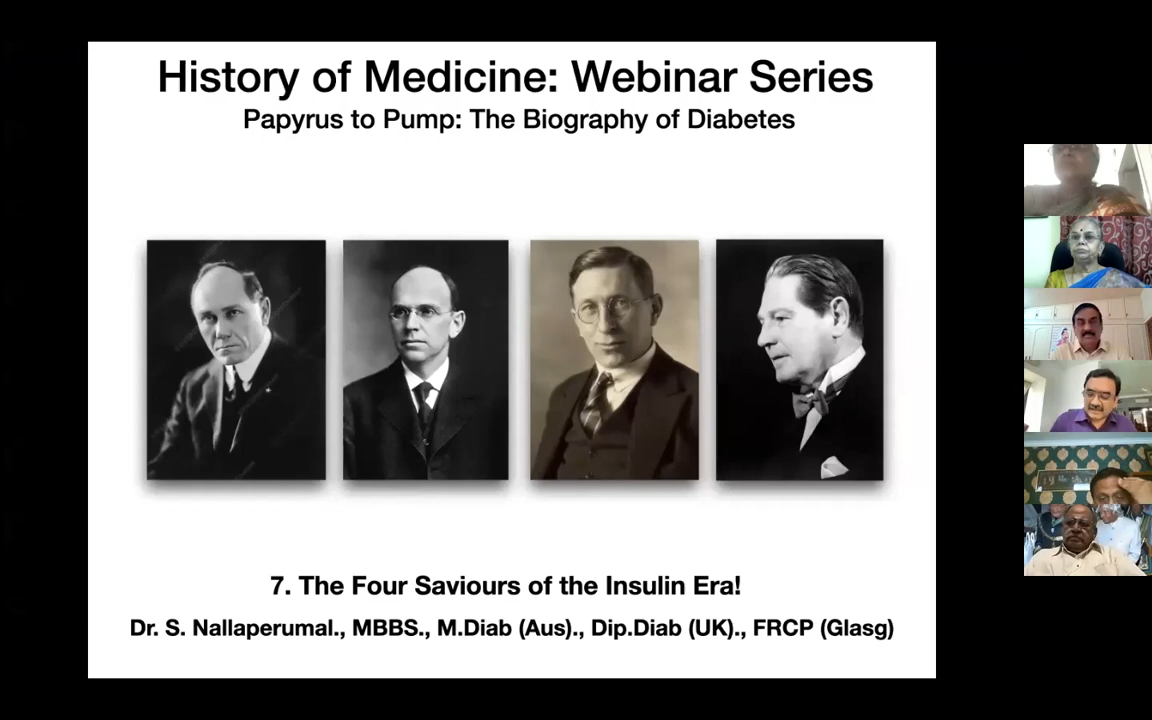 History of Medicine: Webinar Series
Papyrus to Pump: The Biography of Diabetes
7. The Four Saviours of the Insulin Era!
Dr. S. Nallaperumal., MBBS., M.Diab (Aus)., Dip.Diab (UK)., FRCP (Glasg)